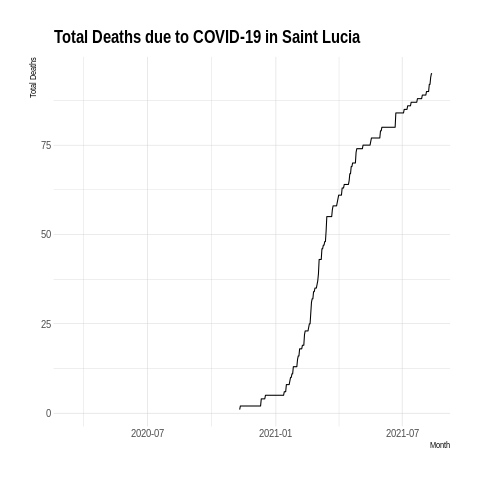 Total Deaths due to COVID-19 in Saint Lucia
Total Deaths
75
50
25
0
2020-07
2021-01
2021-07
Month